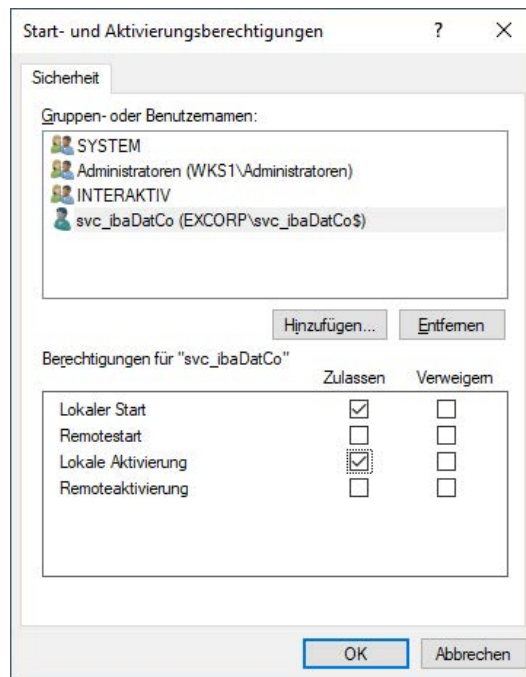 Start- und Aktivierungsberechtigungen ? ✕
Sicherheit
Gruppen- oder Benutzernamen:
SYSTEM
Administratoren (WKS1\Administratoren)
INTERAKTIV
svc_ibaDatCo (EXCORP\svc_ibaDatCo$)
Hinzufügen... Entfernen
Berechtigungen für "svc_ibaDatCo"
Zulassen Verweigern
Lokaler Start
Remotestart
Lokale Aktivierung
Remoteaktivierung
OK Abbrechen